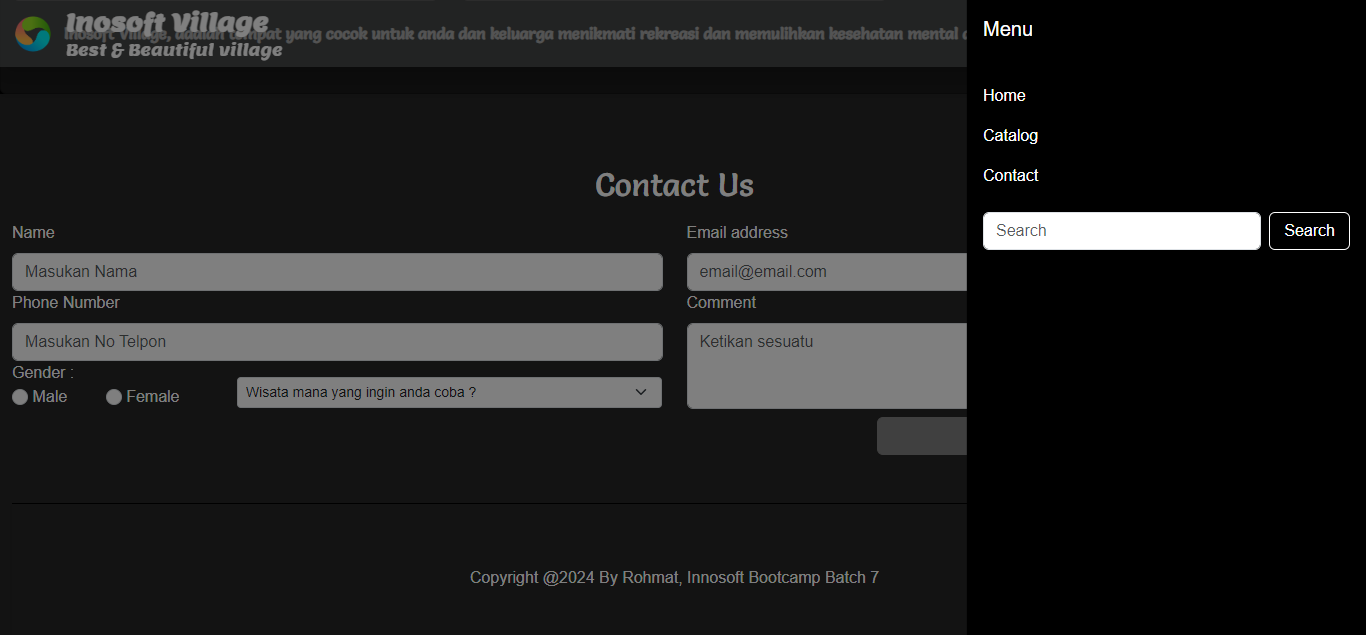 Inosoft Village
Inosoft Village, adalah tempat yang cocok untuk anda dan keluarga menikmati rekreasi dan memulihkan kesehatan mental
Best & Beautiful village
Menu
Home
Catalog
Contact
Search Search
Contact Us
Name Email address
Masukan Nama email@email.com
Phone Number Comment
Masukan No Telpon Ketikan sesuatu
Gender :
Male Female Wisata mana yang ingin anda coba ?
Copyright @2024 By Rohmat, Innosoft Bootcamp Batch 7